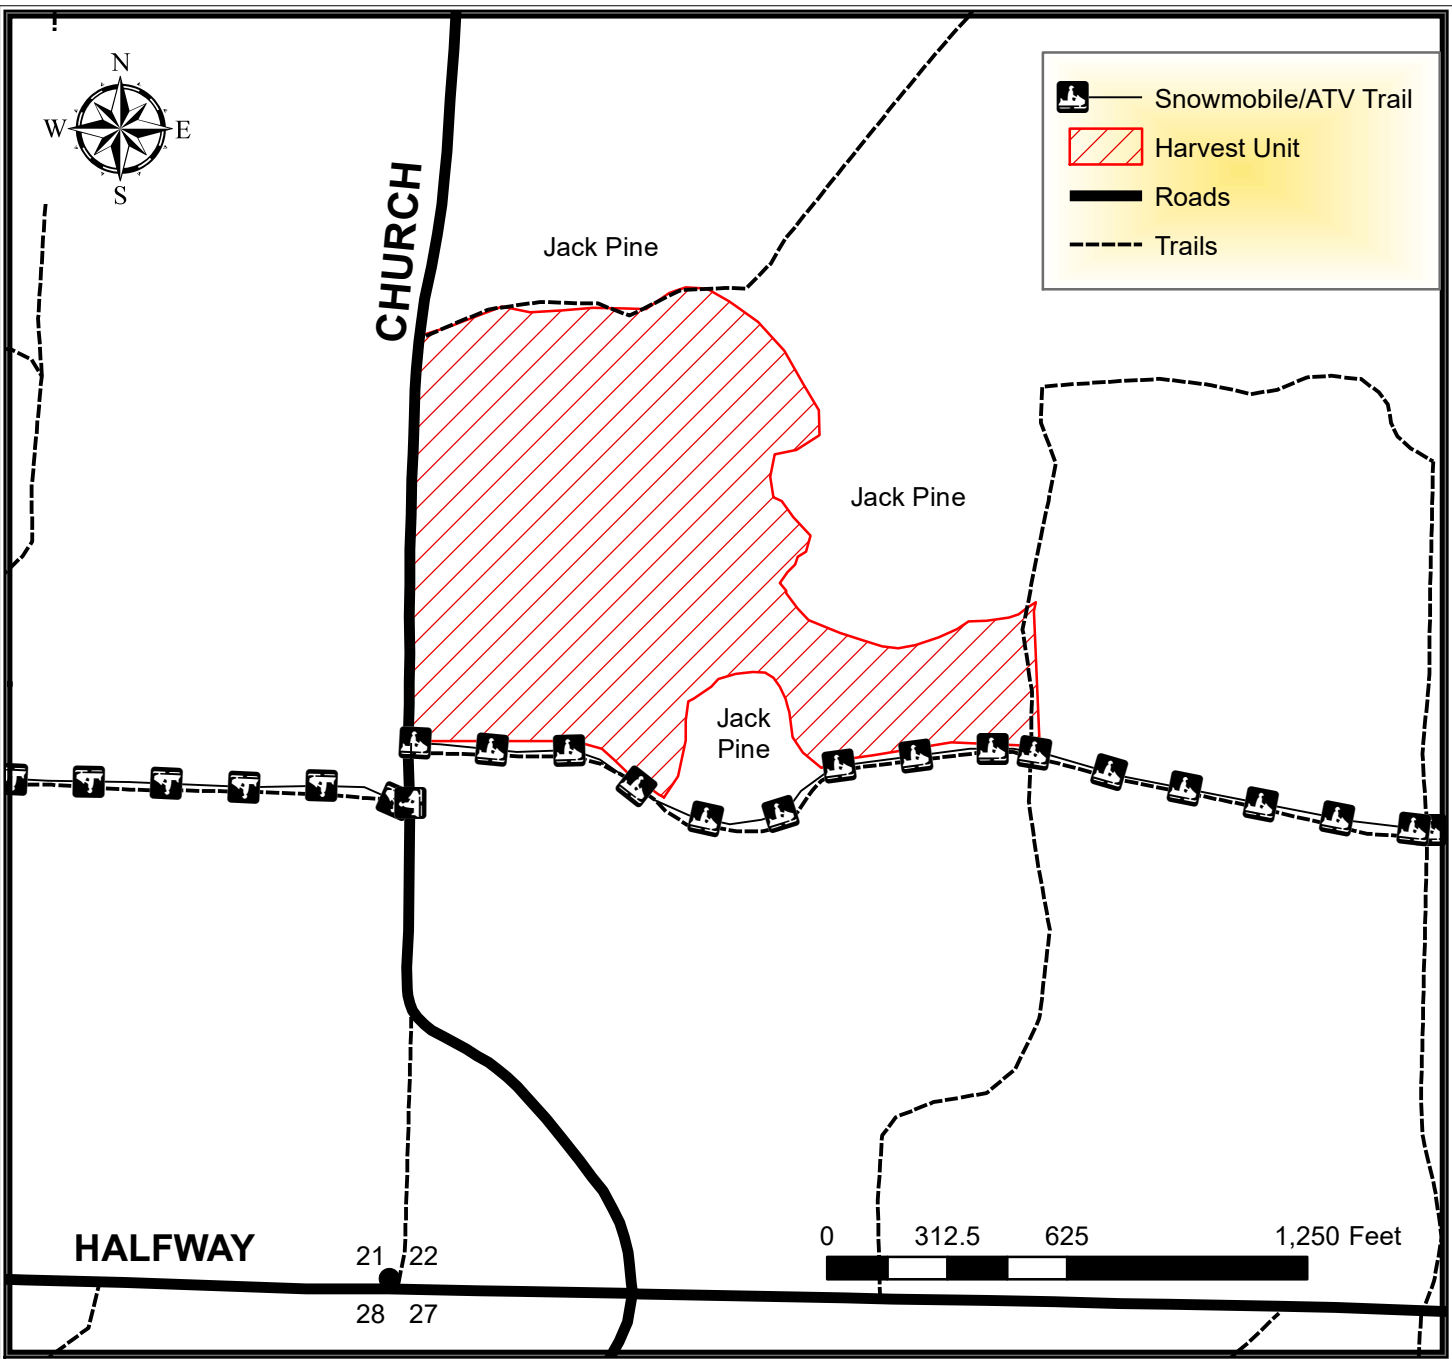 N
W E
S
CHURCH
Snowmobile/ATV Trail
Harvest Unit
Roads
Trails
Jack Pine
Jack Pine
Jack
Pine
HALFWAY
21 22
28 27
0 312.5 625 1,250 Feet